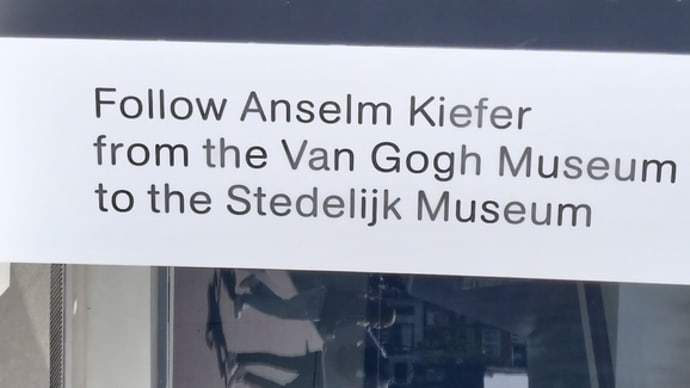 Follow Anselm Kiefer
from the Van Gogh Museum
to the Stedelijk Museum